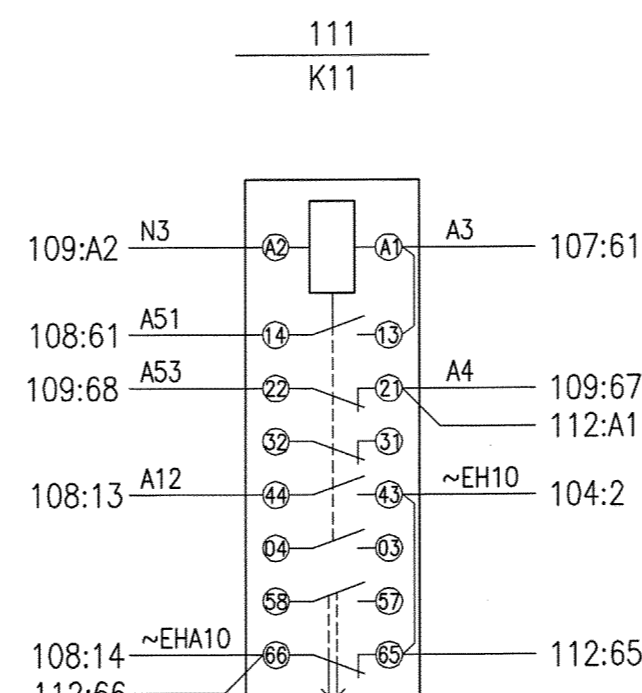 111
K11
109:A2 N3 A2 A1 A3 107:61
108:61 A51 14 13
109:68 A53 22 21 A4 109:67
112:A1
32 31
108:13 A12 44 43 ~EH10 104:2
04 03
58 57
108:14 ~EHA10 66 65 112:65
112:66